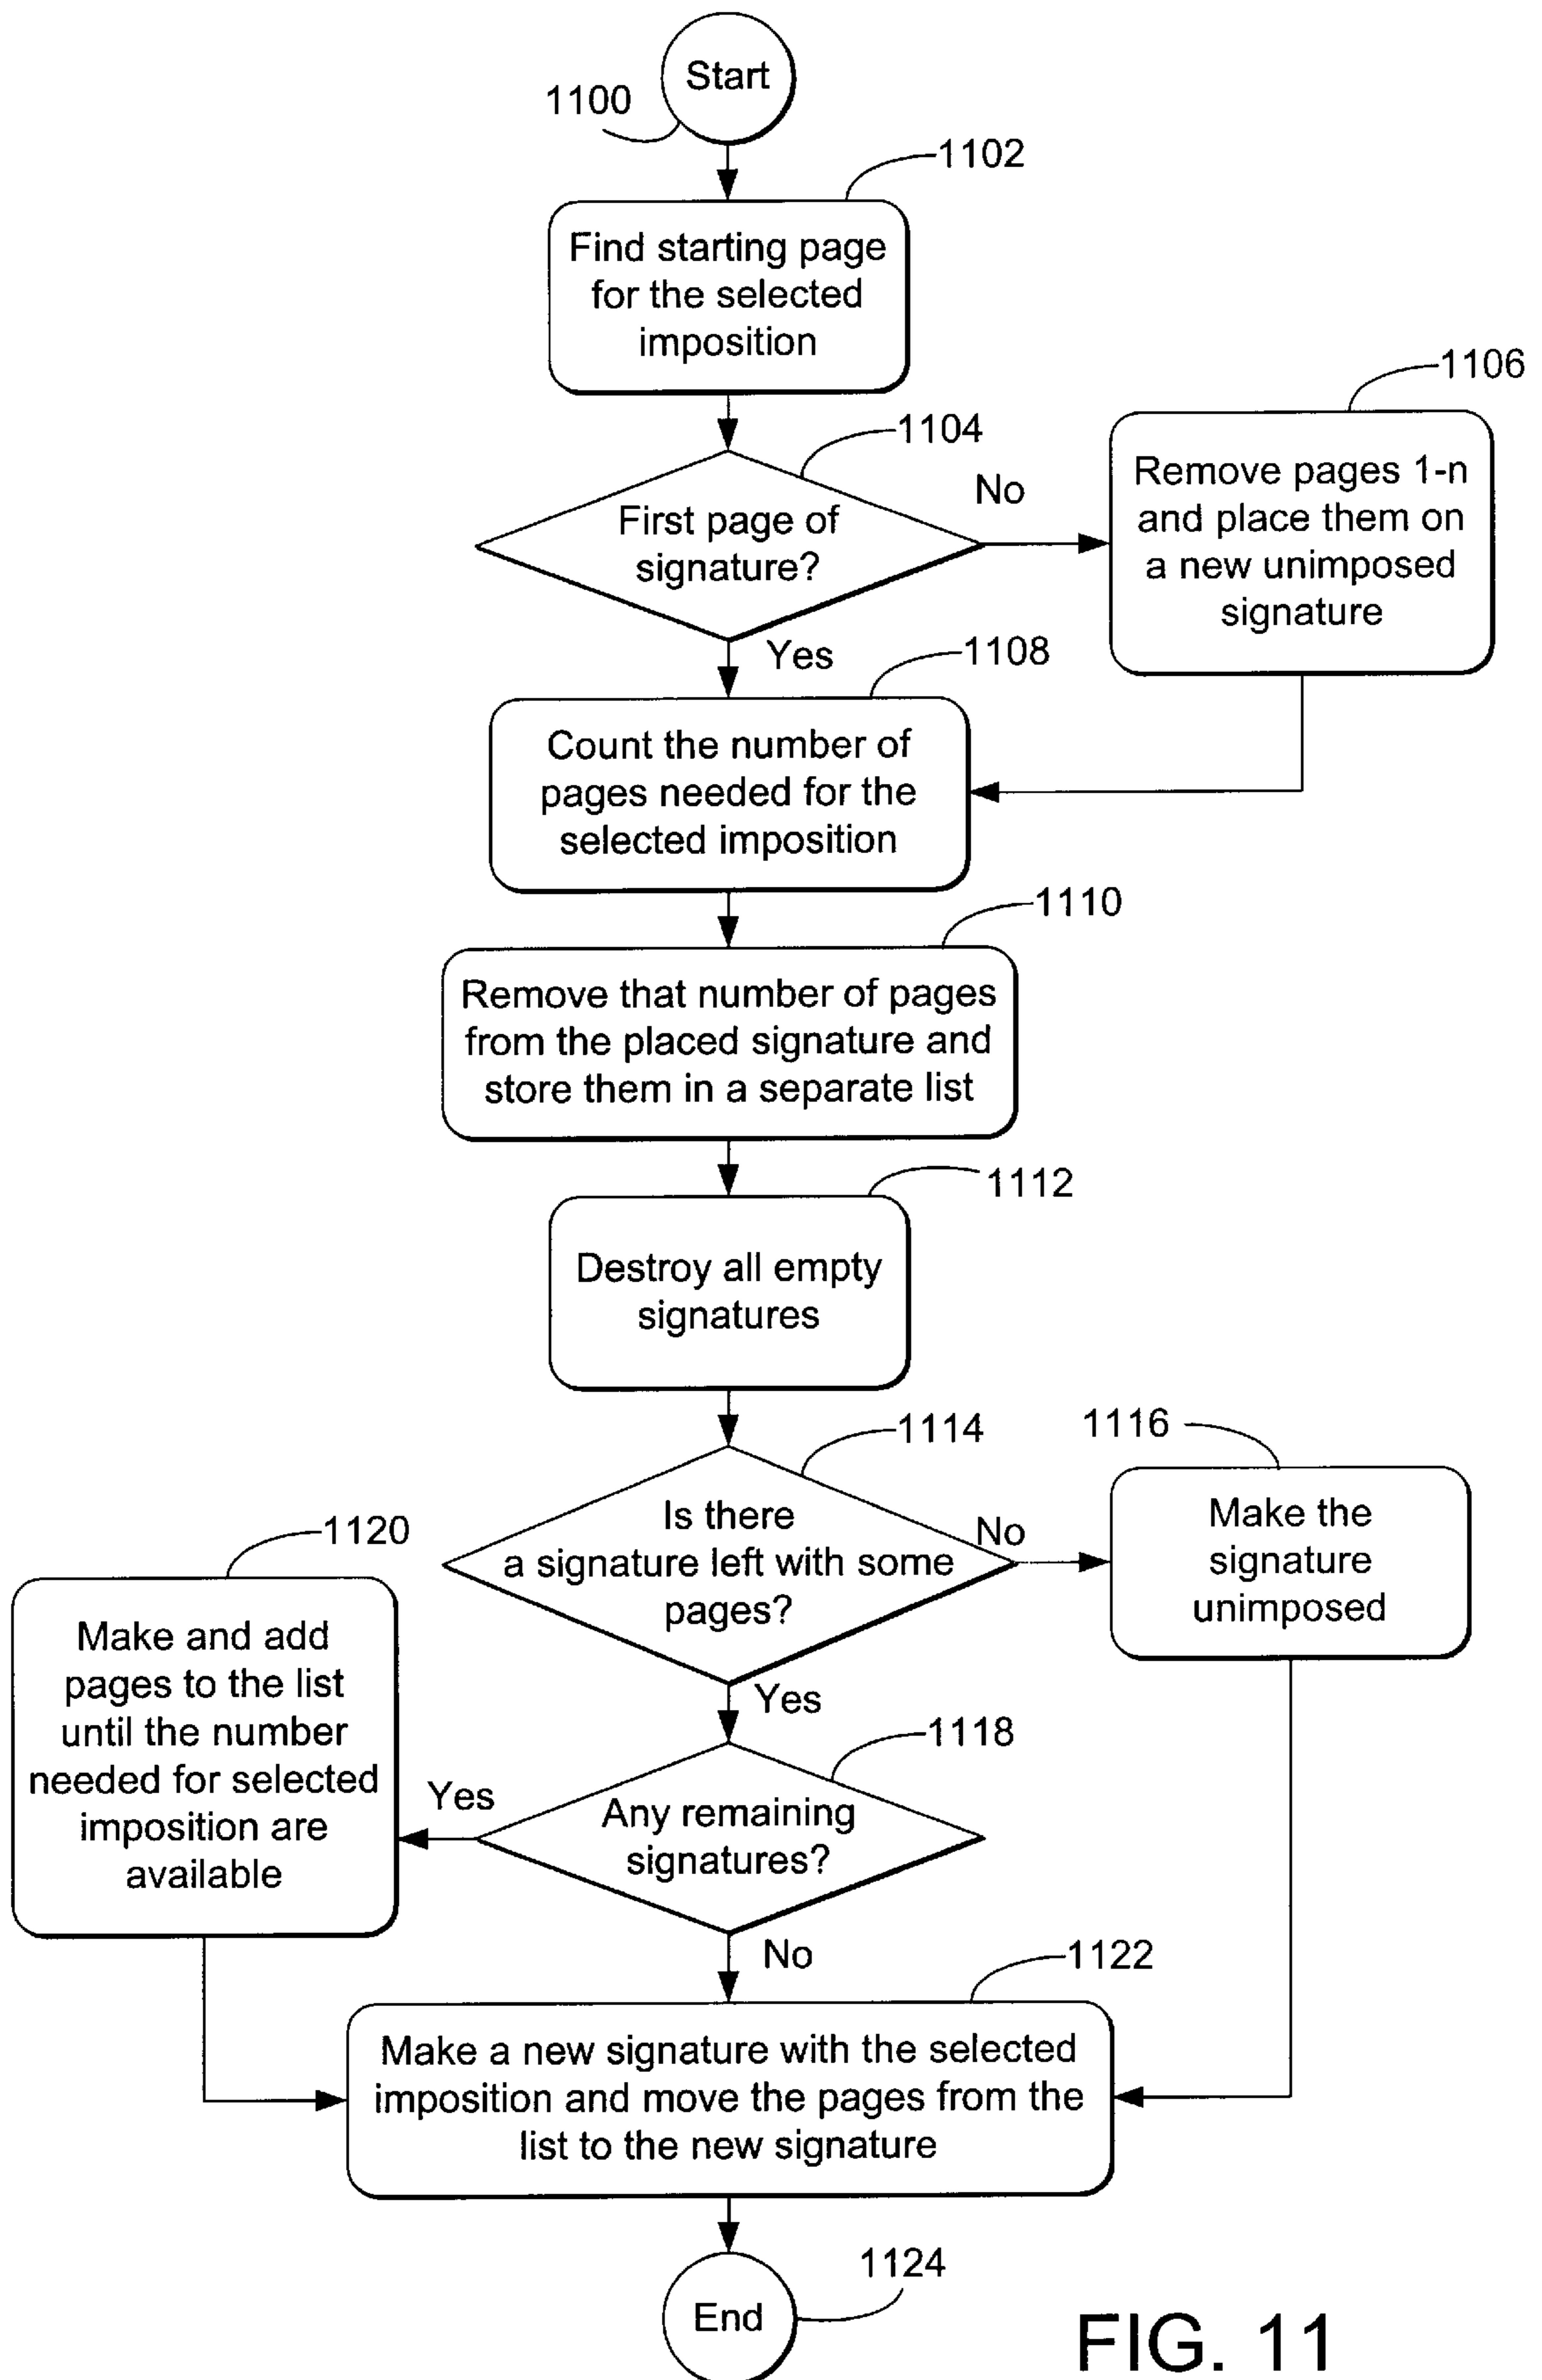 Start
1100
1102
Find starting page
for the selected
imposition
1106
1104
No
Remove pages 1-n
and place them on
a new unimposed
signature
First page of
signature?
Yes
1108
Count the number of
pages needed for the
selected imposition
1110
Remove that number of pages
from the placed signature and
store them in a separate list
1112
Destroy all empty
signatures
1114
1116
Is there
a signature left with some
pages?
No
Make the
signature
unimposed
1120
Make and add
pages to the list
until the number
needed for selected
imposition are
available
Yes
1118
Yes
Any remaining
signatures?
No
1122
Make a new signature with the selected
imposition and move the pages from the
list to the new signature
1124
End
FIG. 11